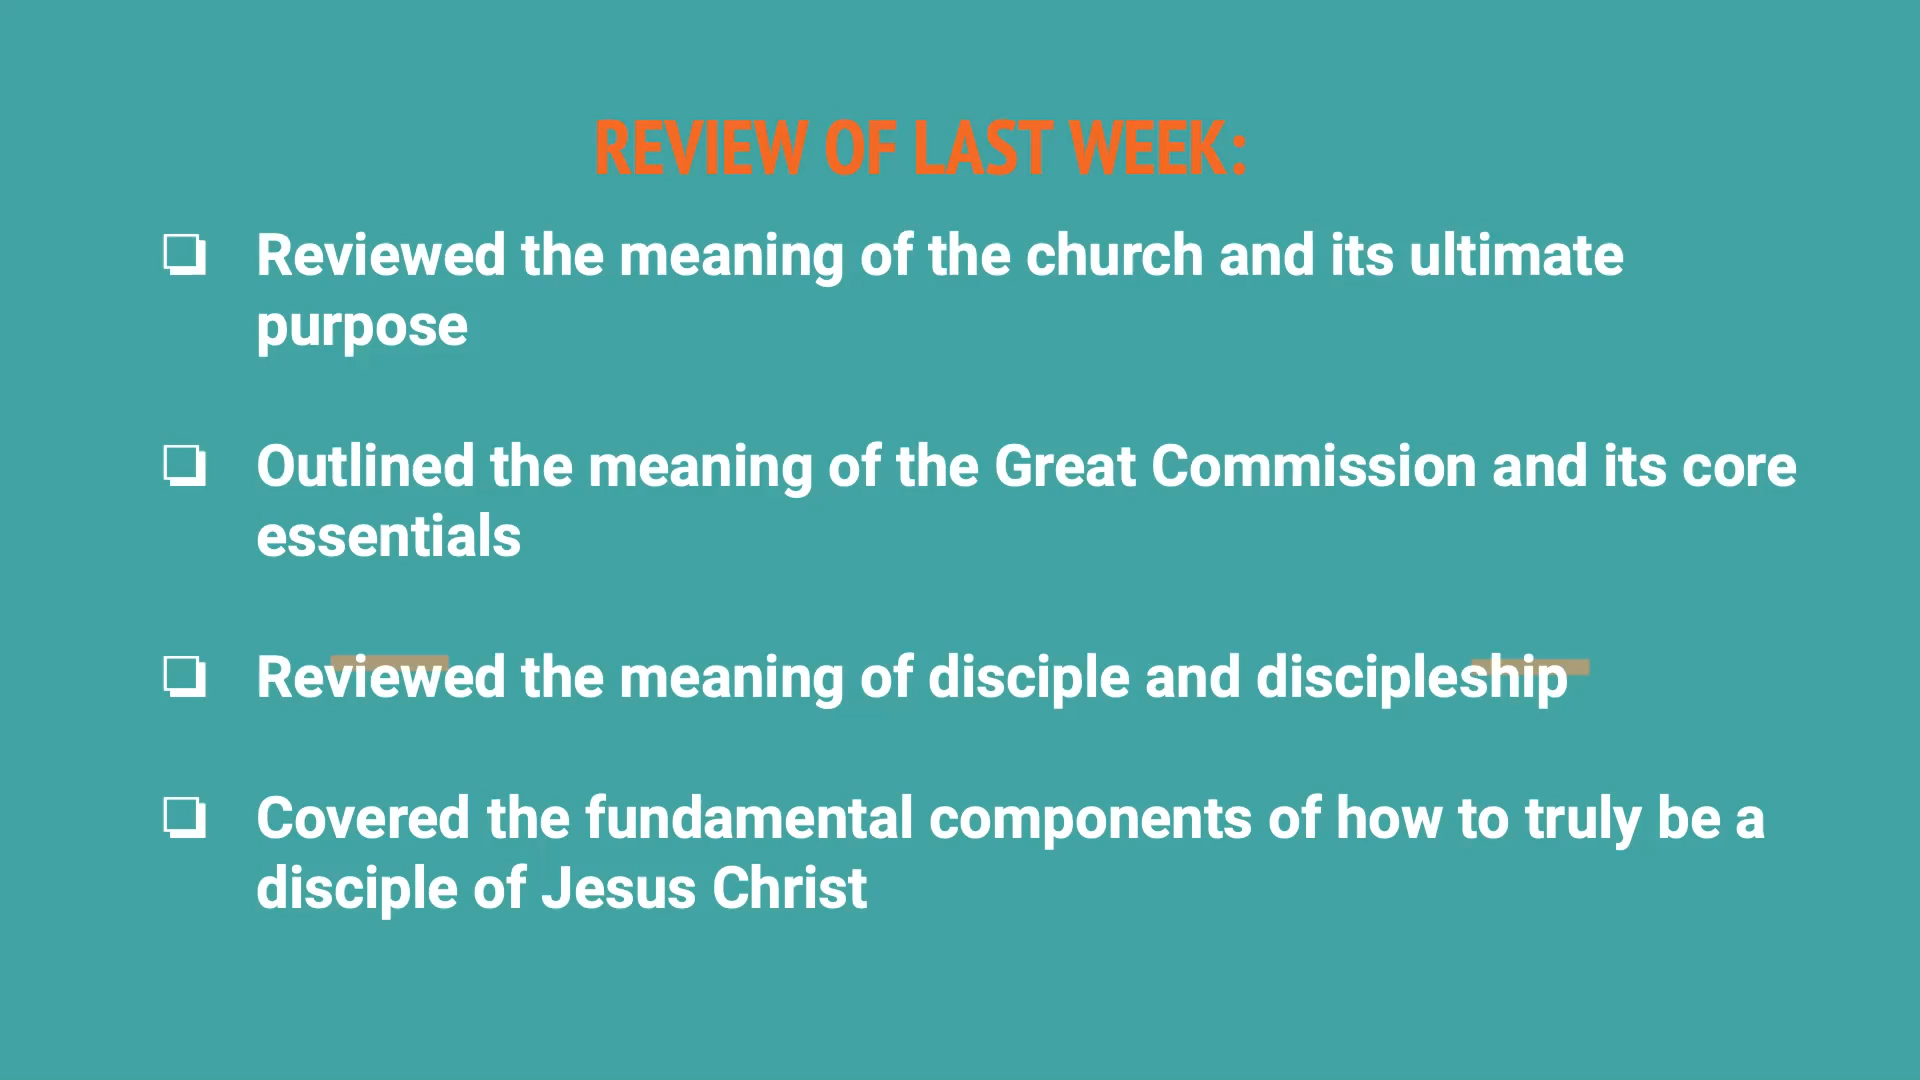 REVIEW OF LAST WEEK:
❏ Reviewed the meaning of the church and its ultimate
purpose
❏ Outlined the meaning of the Great Commission and its core
essentials
❏ Reviewed the meaning of disciple and discipleship
❏ Covered the fundamental components of how to truly be a
disciple of Jesus Christ